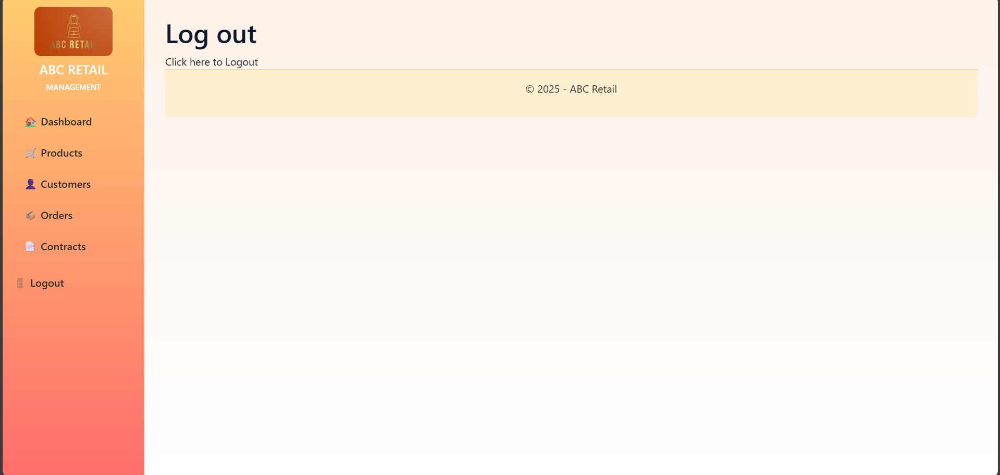 ABC RETAIL
ABC RETAIL
MANAGEMENT
Dashboard
Products
Customers
Orders
Contracts
Logout
Log out
Click here to Logout
© 2025 - ABC Retail